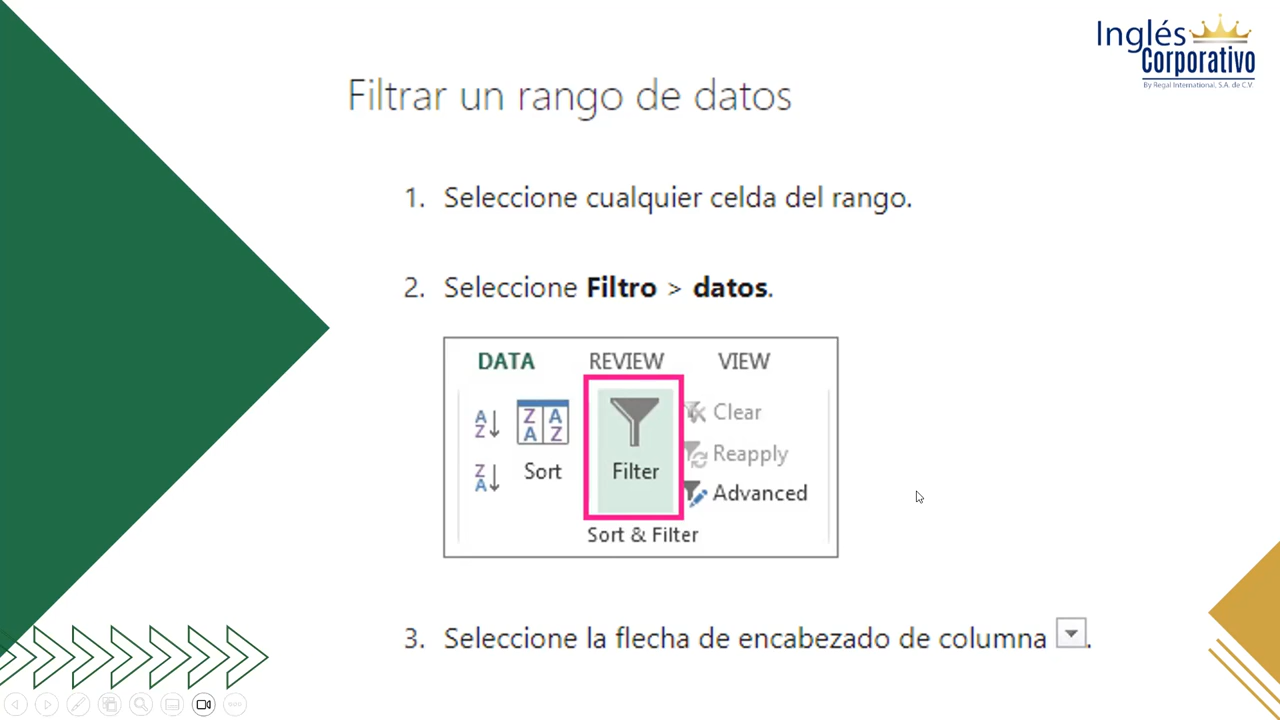 Inglés
Corporativo
By Regal International, S.A. de C.V.
Filtrar un rango de datos
1. Seleccione cualquier celda del rango.
2. Seleccione Filtro > datos.
DATA REVIEW VIEW
Clear
Reapply
Sort Filter
Advanced
Sort & Filter
3. Seleccione la flecha de encabezado de columna .